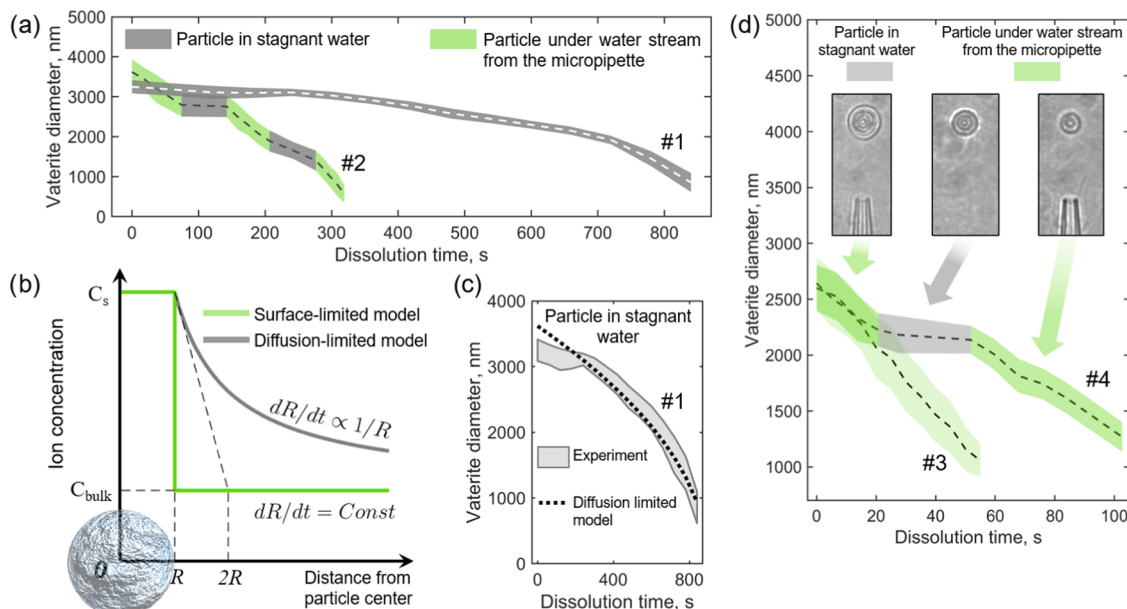 (a)
5000
4000
3000
2000
1000
0
Vaterite diameter, nm
Particle in stagnant water
Particle under water stream
from the micropipette
#1
#2
0 100 200 300 400 500 600 700 800
Dissolution time, s
(b)
Ion concentration
Cs
Cbulk
Surface-limited model
Diffusion-limited model
dR/dt ∝ 1/R
dR/dt = Const
0
R
2R
Distance from
particle center
(c)
4000
3000
2000
1000
0
Vaterite diameter, nm
Particle in stagnant
water
#1
Experiment
Diffusion limited
model
0 400 800
Dissolution time, s
(d)
Particle in
stagnant water
Particle under water stream
from the micropipette
5000
4500
4000
3500
3000
2500
2000
1500
1000
Vaterite diameter, nm
#4
#3
0 20 40 60 80 100
Dissolution time, s